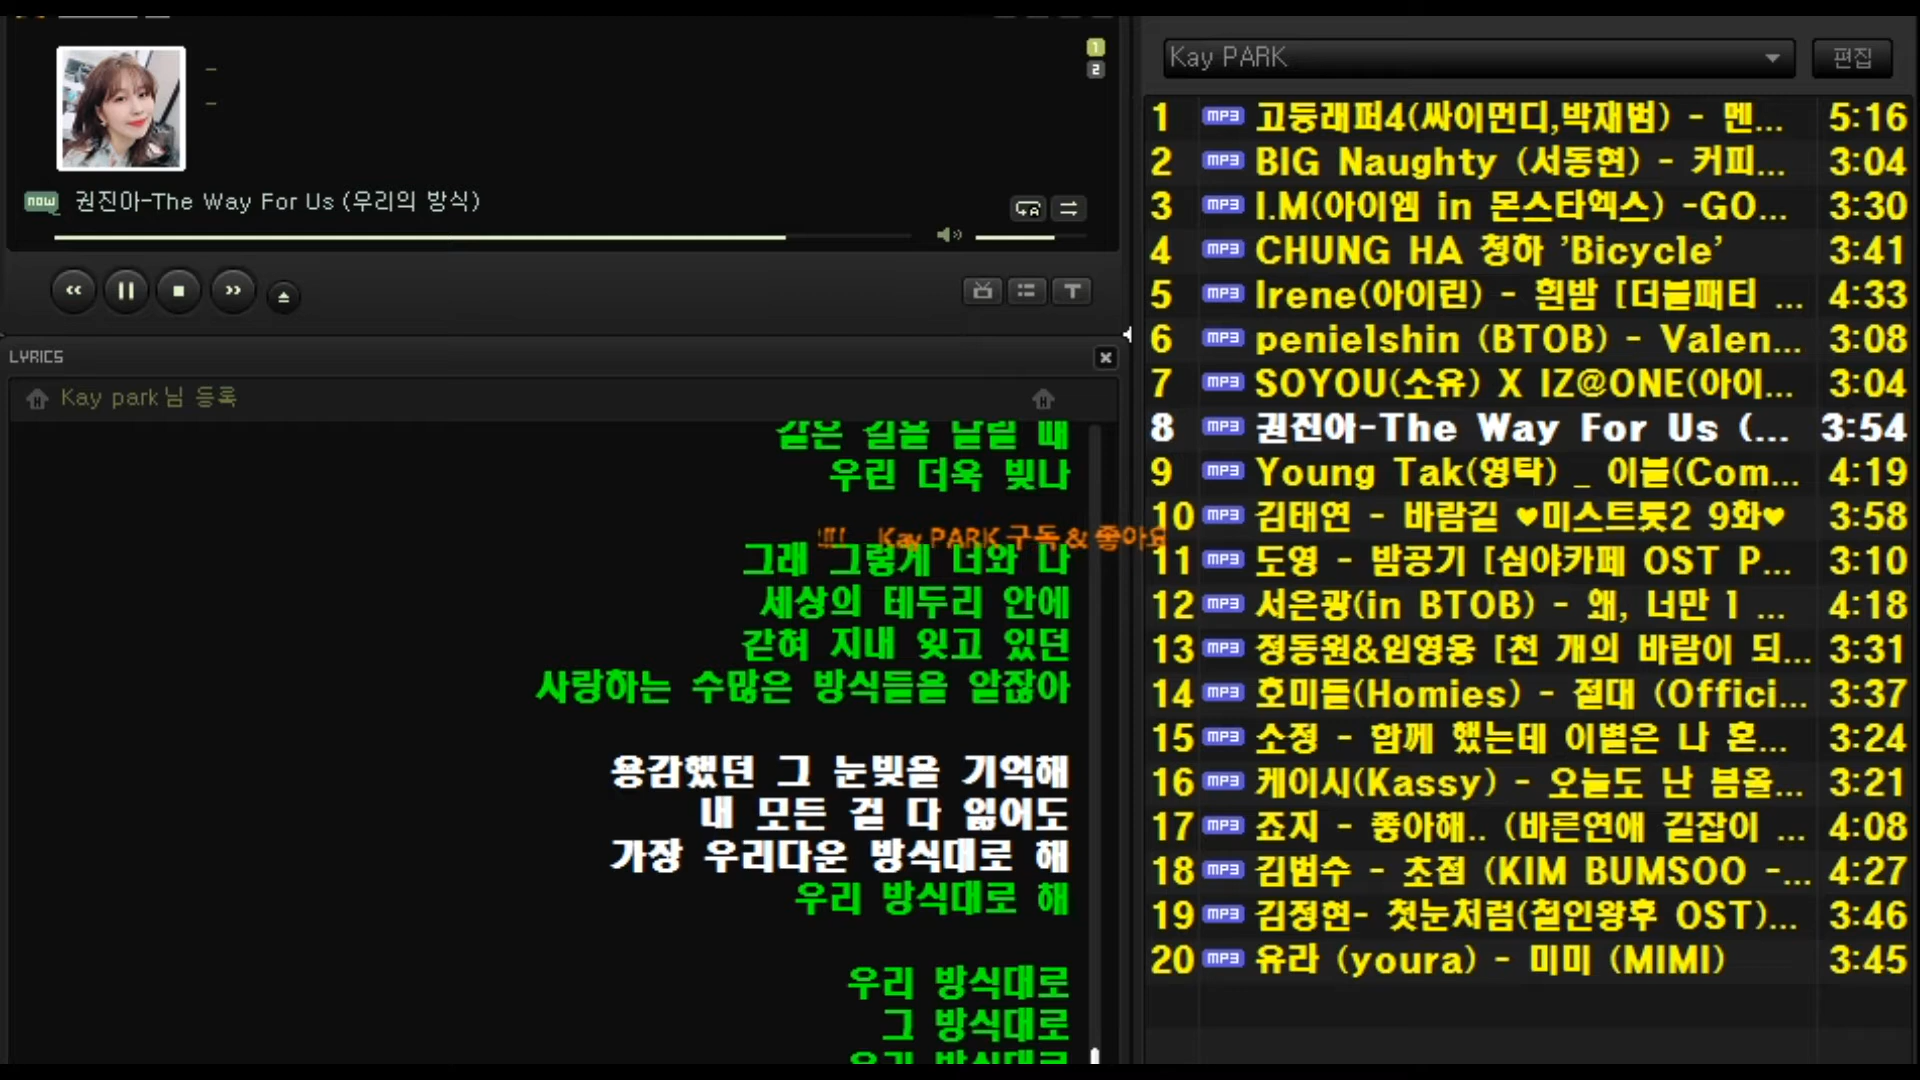 1
2
now 권진아-The Way For Us (우리의 방식)
LYRICS
Kay park님 등록
같은 길을 달릴 때
우린 더욱 빛나
!!!! Kay PARK 구독 & 좋아요
그래 그렇게 너와 나
세상의 테두리 안에
갇혀 지내 잊고 있던
사랑하는 수많은 방식들을 알잖아
용감했던 그 눈빛을 기억해
내 모든 걸 다 잃어도
가장 우리다운 방식대로 해
우리 방식대로 해
우리 방식대로
그 방식대로
우리 방식대로
Kay PARK 편집
1 MP3 고등래퍼4(싸이먼디,박재범) - 멘... 5:16
2 MP3 BIG Naughty (서동현) - 커피... 3:04
3 MP3 I.M(아이엠 in 몬스타엑스) -GO... 3:30
4 MP3 CHUNG HA 청하 'Bicycle' 3:41
5 MP3 Irene(아이린) - 흰밤 [더블패티 ... 4:33
6 MP3 penielshin (BTOB) - Valen... 3:08
7 MP3 SOYOU(소유) X IZ@ONE(아이... 3:04
8 MP3 권진아-The Way For Us (... 3:54
9 MP3 Young Tak(영탁) _ 이불(Com... 4:19
10 MP3 김태연 - 바람길 ♥미스트롯2 9화♥ 3:58
11 MP3 도영 - 밤공기 [심야카페 OST P... 3:10
12 MP3 서은광(in BTOB) - 왜, 너만 1 ... 4:18
13 MP3 정동원&임영웅 [천 개의 바람이 되... 3:31
14 MP3 호미들(Homies) - 절대 (Offici... 3:37
15 MP3 소정 - 함께 했는데 이별은 나 혼... 3:24
16 MP3 케이시(Kassy) - 오늘도 난 봄을... 3:21
17 MP3 죠지 - 좋아해.. (바른연애 길잡이 ... 4:08
18 MP3 김범수 - 초점 (KIM BUMSOO -... 4:27
19 MP3 김정현- 첫눈처럼(철인왕후 OST)... 3:46
20 MP3 유라 (youra) - 미미 (MIMI) 3:45